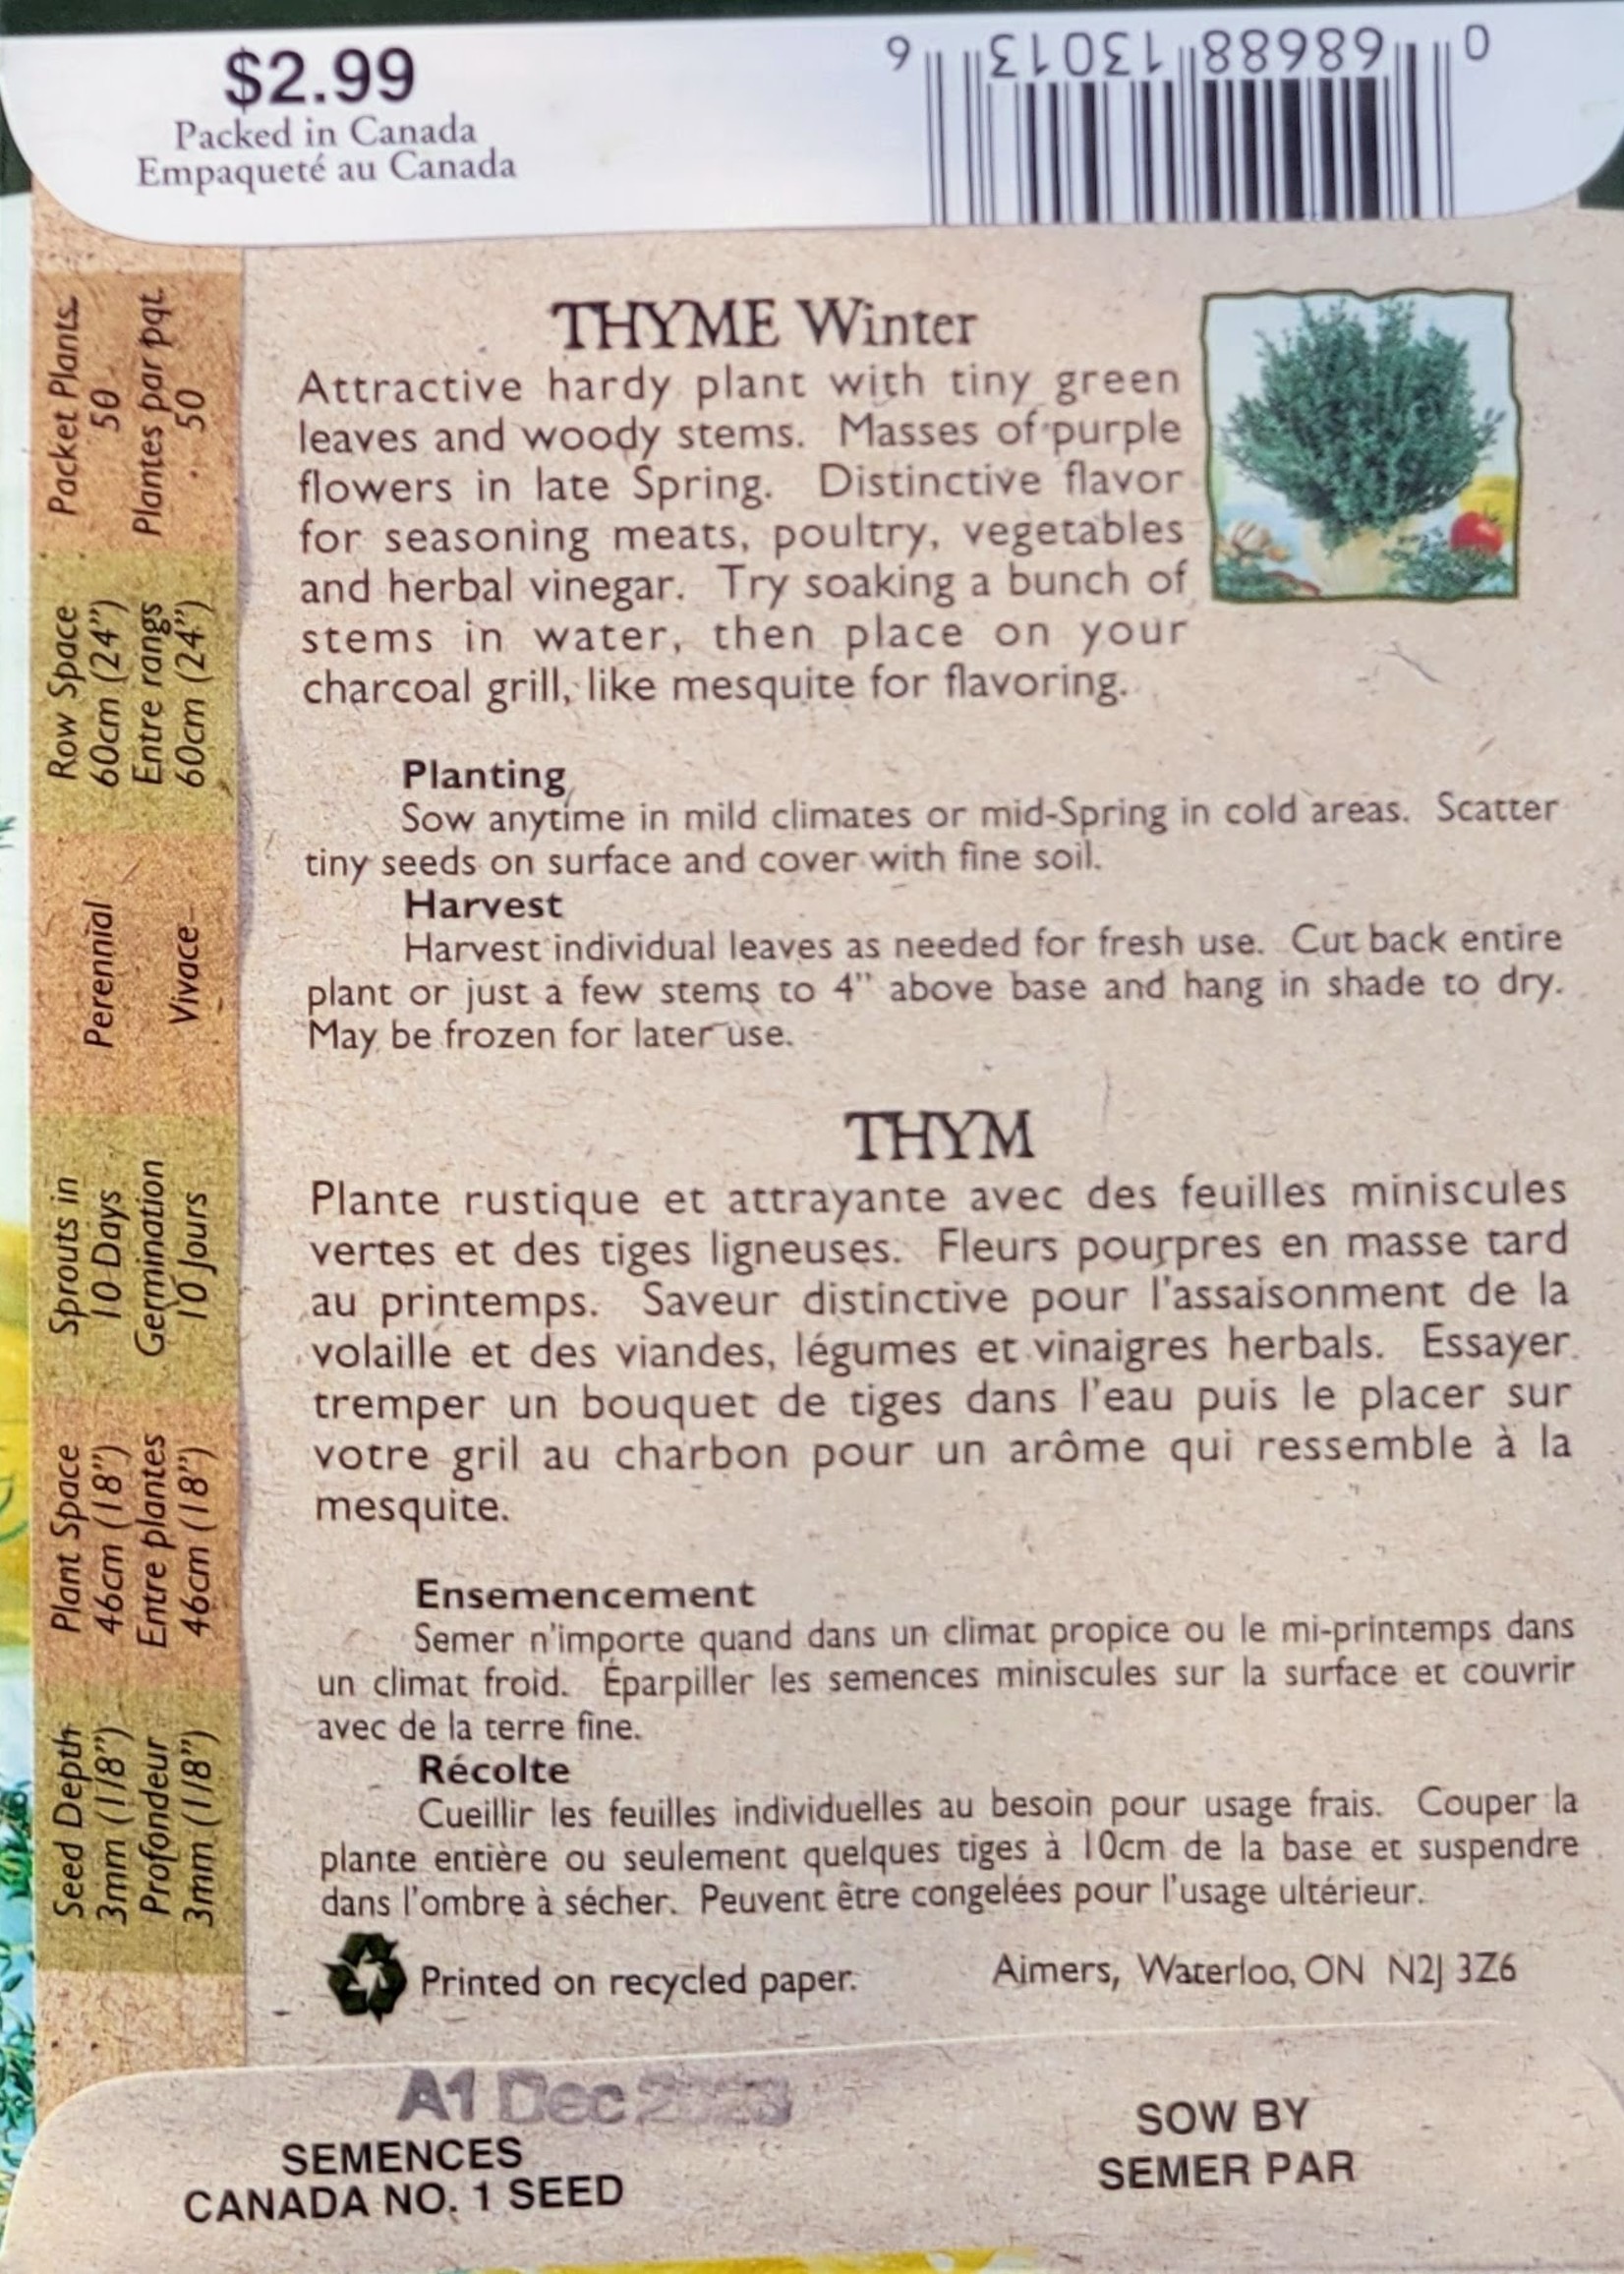 $2.99
Packed in Canada
Empaqueté au Canada
0 68688 13013 6
Packet Plants
50
Plantes par pqt
50
Row Space
60cm (24")
Entre rangs
60cm (24")
Perennial
Vivace
Sprouts in
10 Days
Germination
10 Jours
Plant Space
46cm (18")
Entre plantes
46cm (18")
Seed Depth
3mm (1/8")
Profondeur
3mm (1/8")
THYME Winter
Attractive hardy plant with tiny green
leaves and woody stems. Masses of purple
flowers in late Spring. Distinctive flavor
for seasoning meats, poultry, vegetables
and herbal vinegar. Try soaking a bunch of
stems in water, then place on your
charcoal grill, like mesquite for flavoring.
Planting
Sow anytime in mild climates or mid-Spring in cold areas. Scatter
tiny seeds on surface and cover with fine soil.
Harvest
Harvest individual leaves as needed for fresh use. Cut back entire
plant or just a few stems to 4" above base and hang in shade to dry.
May be frozen for later use.
THYM
Plante rustique et attrayante avec des feuilles miniscules
vertes et des tiges ligneuses. Fleurs pourpres en masse tard
au printemps. Saveur distinctive pour l'assaisonment de la
volaille et des viandes, légumes et vinaigres herbals. Essayer
tremper un bouquet de tiges dans l'eau puis le placer sur
votre gril au charbon pour un arôme qui ressemble à la
mesquite.
Ensemencement
Semer n'importe quand dans un climat propice ou le mi-printemps dans
un climat froid. Éparpiller les semences miniscules sur la surface et couvrir
avec de la terre fine.
Récolte
Cueillir les feuilles individuelles au besoin pour usage frais. Couper la
plante entière ou seulement quelques tiges à 10cm de la base et suspendre
dans l'ombre à sécher. Peuvent être congelées pour l'usage ultérieur.
Printed on recycled paper.
Aimers, Waterloo, ON N2J 3Z6
A1 Dec 2023
SEMENCES
CANADA NO. 1 SEED
SOW BY
SEMER PAR